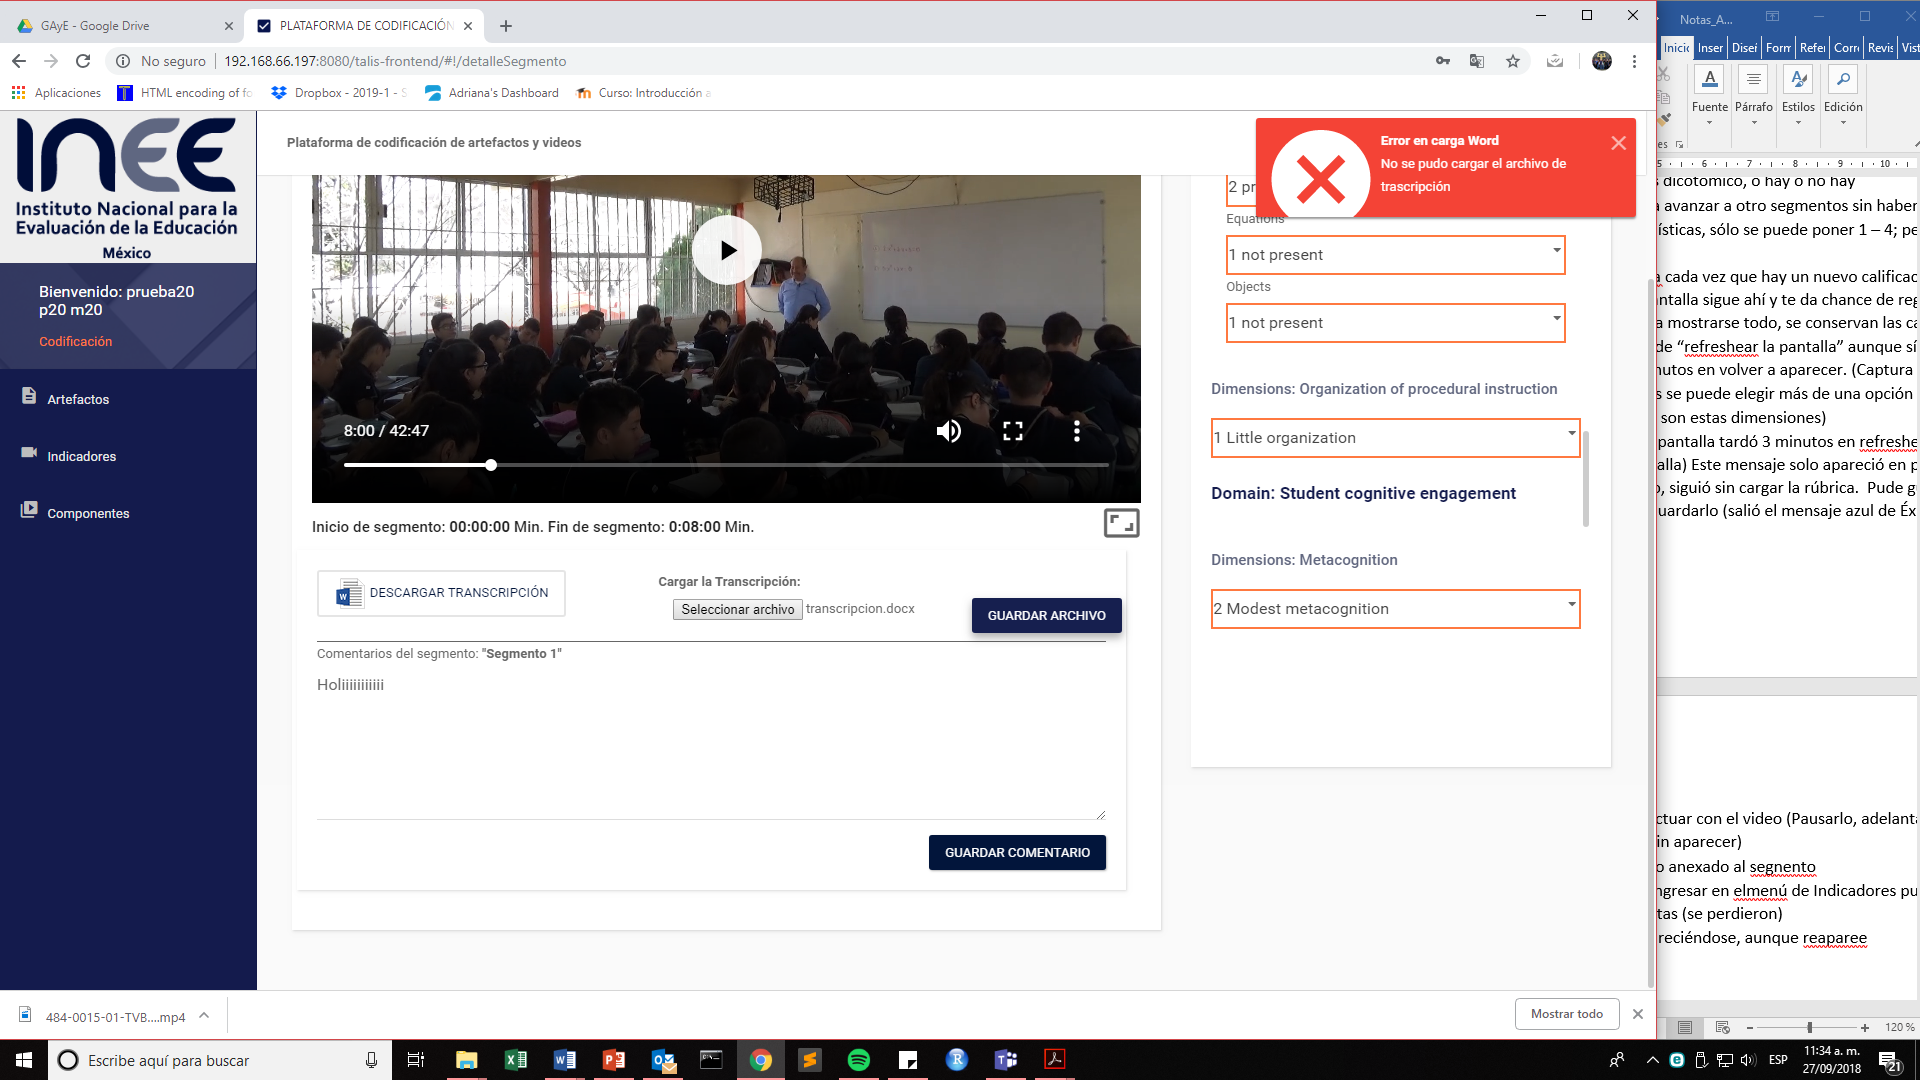 GAyE - Google Drive
PLATAFORMA DE CODIFICACIÓN
No seguro
192.168.66.197:8080/talis-frontend/#!/detalleSegmento
Aplicaciones
HTML encoding of fo
Dropbox - 2019-1 - S
Adriana's Dashboard
Curso: Introducción a
INEE
Instituto Nacional para la
Evaluación de la Educación
México
Bienvenido: prueba20
p20 m20
Codificación
Artefactos
Indicadores
Componentes
Plataforma de codificación de artefactos y videos
8:00 / 42:47
Inicio de segmento: 00:00:00 Min. Fin de segmento: 0:08:00 Min.
DESCARGAR TRANSCRIPCIÓN
Cargar la Transcripción:
Seleccionar archivo transcripcion.docx
GUARDAR ARCHIVO
Comentarios del segmento: "Segmento 1"
Holiiiiiiiiiii
GUARDAR COMENTARIO
Error en carga Word
No se pudo cargar el archivo de
trascripción
2 pr
Equations
1 not present
Objects
1 not present
Dimensions: Organization of procedural instruction
1 Little organization
Domain: Student cognitive engagement
Dimensions: Metacognition
2 Modest metacognition
484-0015-01-TVB....mp4
Mostrar todo
Notas_A...
Inicio
Inser
Diseñ
Form
Refer
Corre
Revis
Vist
Fuente
Párrafo
Estilos
Edición
es
5 6 7 8 9 10
s dicotómico, o hay o no hay
a avanzar a otro segmentos sin haber
ísticas, sólo se puede poner 1 – 4; pe
a cada vez que hay un nuevo calificac
antalla sigue ahí y te da chance de reg
a mostrarse todo, se conservan las ca
de “refreshear la pantalla” aunque sí
nutos en volver a aparecer. (Captura
s se puede elegir más de una opción
son estas dimensiones)
pantalla tardó 3 minutos en refreshe
alla) Este mensaje solo apareció en p
o, siguió sin cargar la rúbrica.  Pude g
uardarlo (salió el mensaje azul de Éx
ctuar con el video (Pausarlo, adelanta
in aparecer)
o anexado al segnento
ngresar en elmenú de Indicadores pu
tas (se perdieron)
reciéndose, aunque reaparee
120 %
Escribe aquí para buscar
ESP
11:34 a. m.
27/09/2018
21